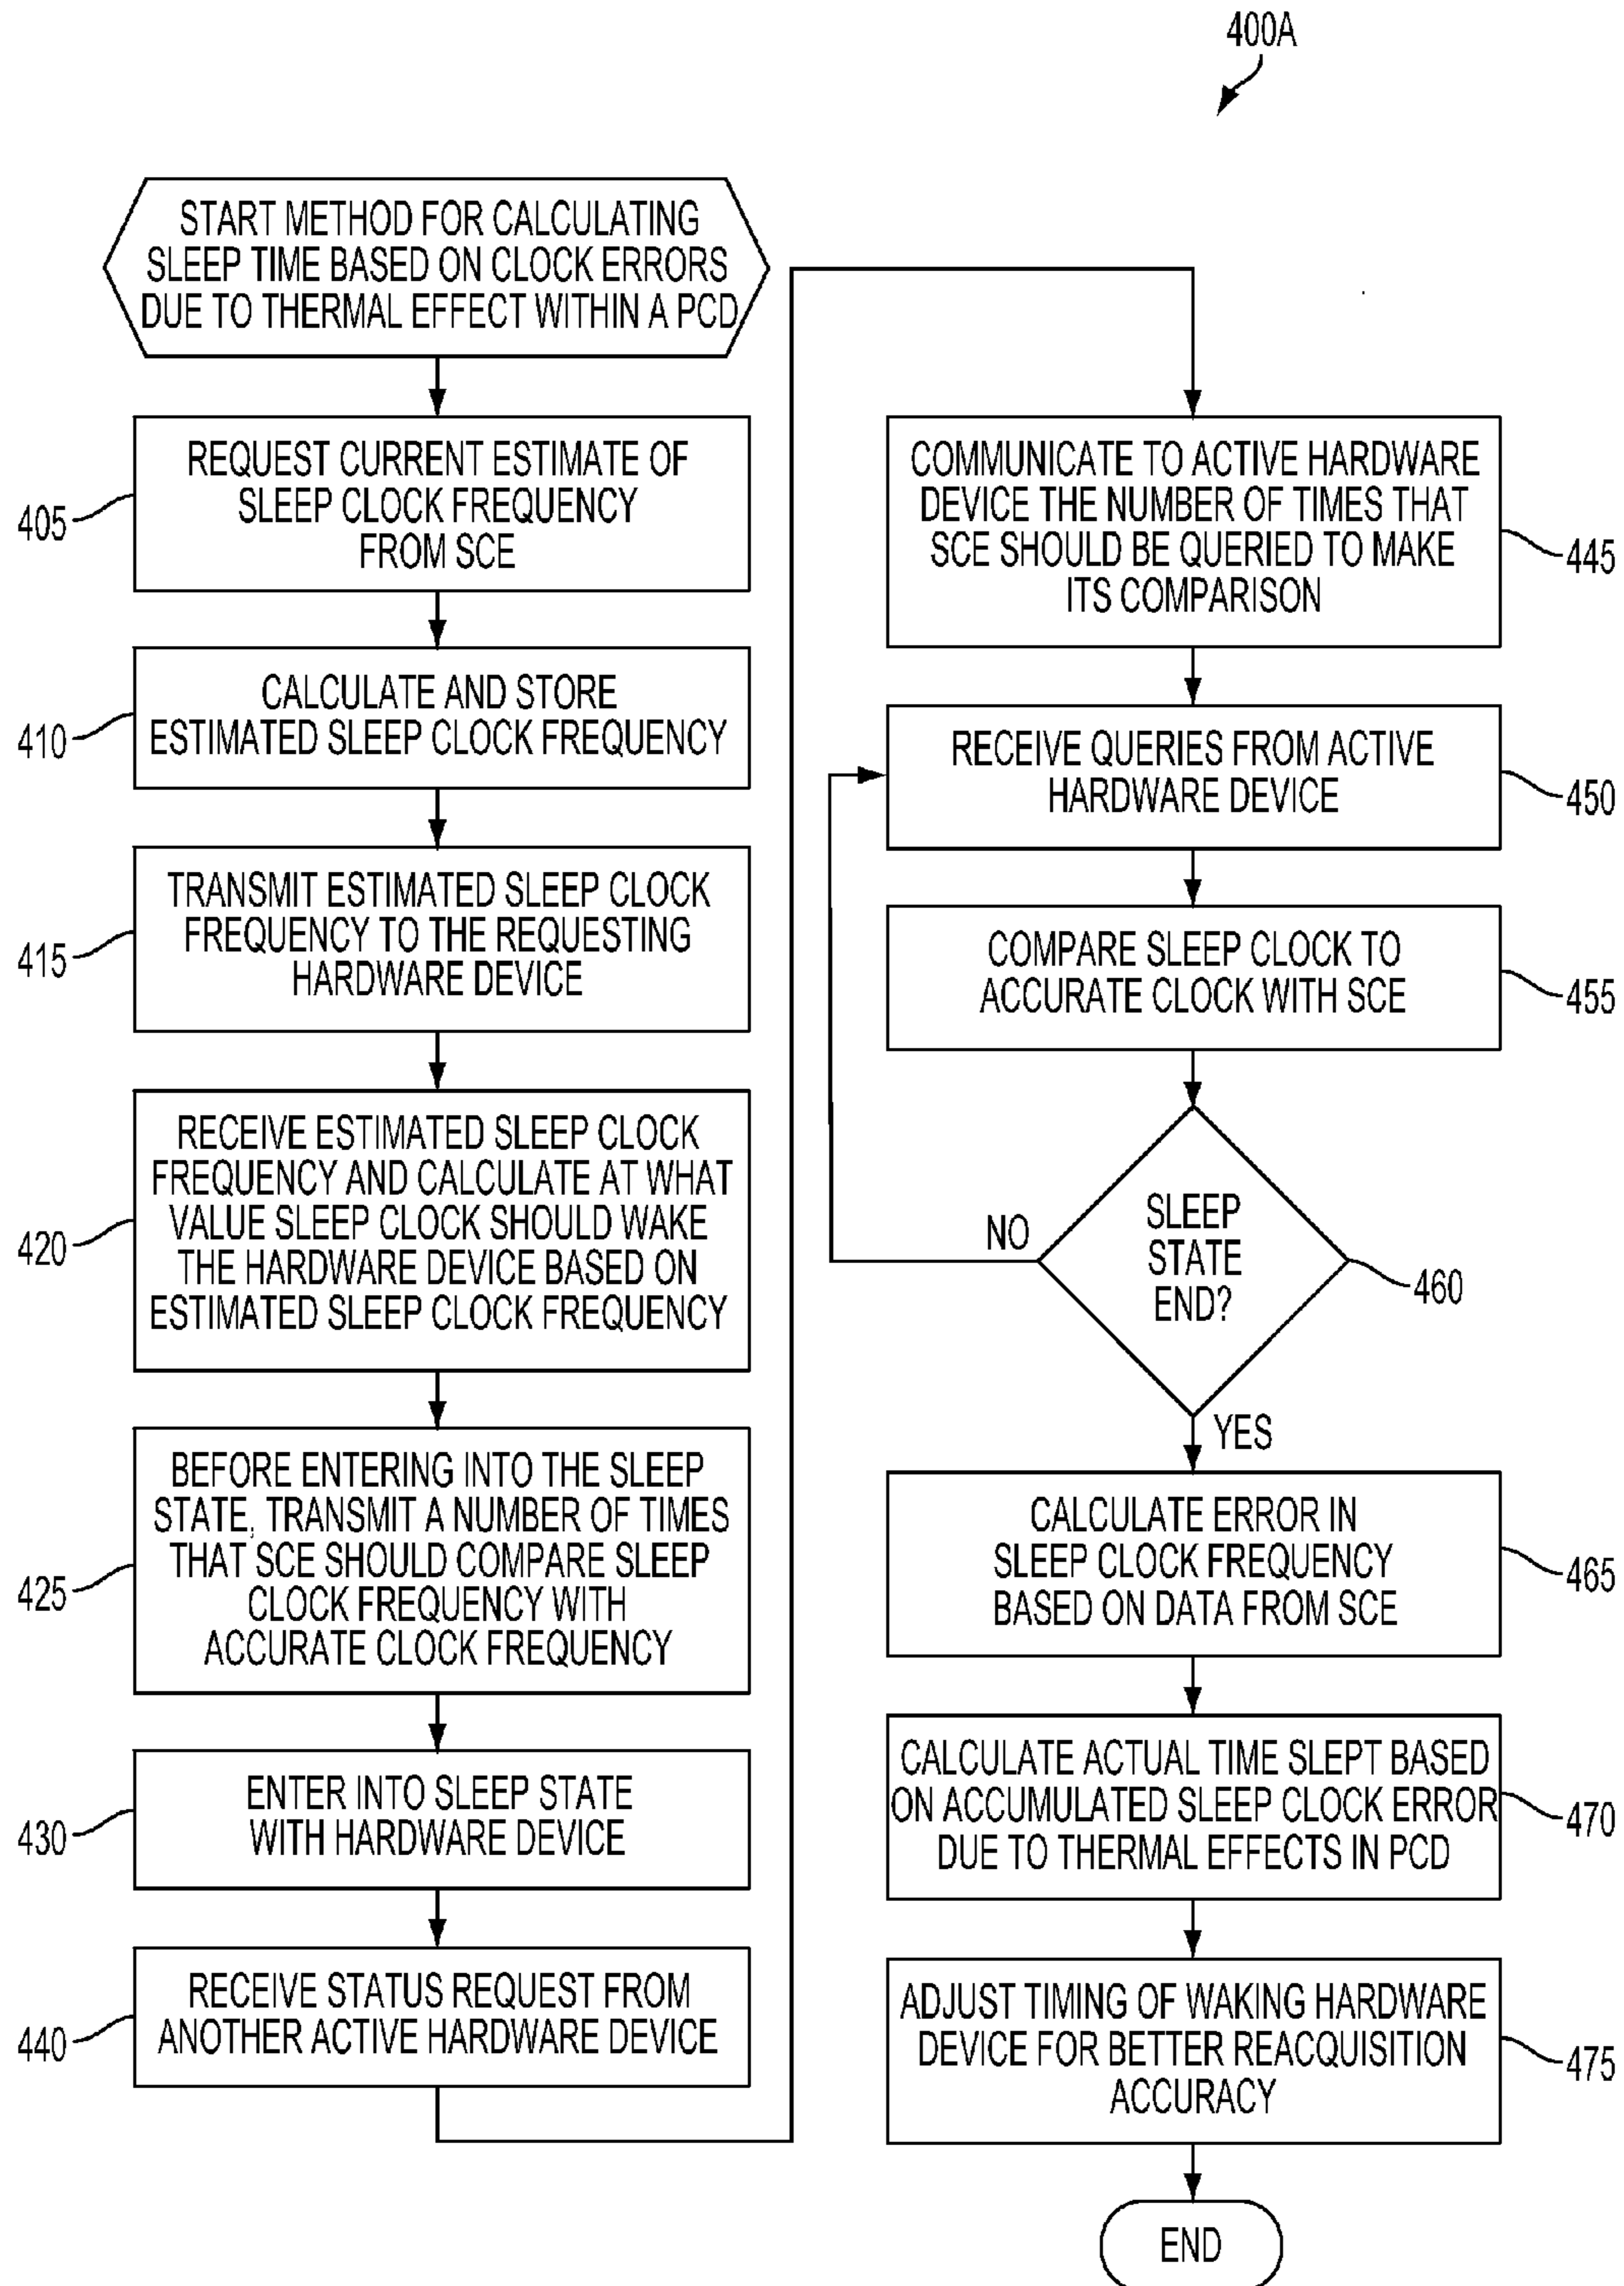 400A
START METHOD FOR CALCULATING
SLEEP TIME BASED ON CLOCK ERRORS
DUE TO THERMAL EFFECT WITHIN A PCD
405
REQUEST CURRENT ESTIMATE OF
SLEEP CLOCK FREQUENCY
FROM SCE
410
CALCULATE AND STORE
ESTIMATED SLEEP CLOCK FREQUENCY
415
TRANSMIT ESTIMATED SLEEP CLOCK
FREQUENCY TO THE REQUESTING
HARDWARE DEVICE
420
RECEIVE ESTIMATED SLEEP CLOCK
FREQUENCY AND CALCULATE AT WHAT
VALUE SLEEP CLOCK SHOULD WAKE
THE HARDWARE DEVICE BASED ON
ESTIMATED SLEEP CLOCK FREQUENCY
425
BEFORE ENTERING INTO THE SLEEP
STATE, TRANSMIT A NUMBER OF TIMES
THAT SCE SHOULD COMPARE SLEEP
CLOCK FREQUENCY WITH
ACCURATE CLOCK FREQUENCY
430
ENTER INTO SLEEP STATE
WITH HARDWARE DEVICE
440
RECEIVE STATUS REQUEST FROM
ANOTHER ACTIVE HARDWARE DEVICE
COMMUNICATE TO ACTIVE HARDWARE
DEVICE THE NUMBER OF TIMES THAT
SCE SHOULD BE QUERIED TO MAKE
ITS COMPARISON
445
RECEIVE QUERIES FROM ACTIVE
HARDWARE DEVICE
450
COMPARE SLEEP CLOCK TO
ACCURATE CLOCK WITH SCE
455
SLEEP
STATE
END?
460
NO
YES
CALCULATE ERROR IN
SLEEP CLOCK FREQUENCY
BASED ON DATA FROM SCE
465
CALCULATE ACTUAL TIME SLEPT BASED
ON ACCUMULATED SLEEP CLOCK ERROR
DUE TO THERMAL EFFECTS IN PCD
470
ADJUST TIMING OF WAKING HARDWARE
DEVICE FOR BETTER REACQUISITION
ACCURACY
475
END